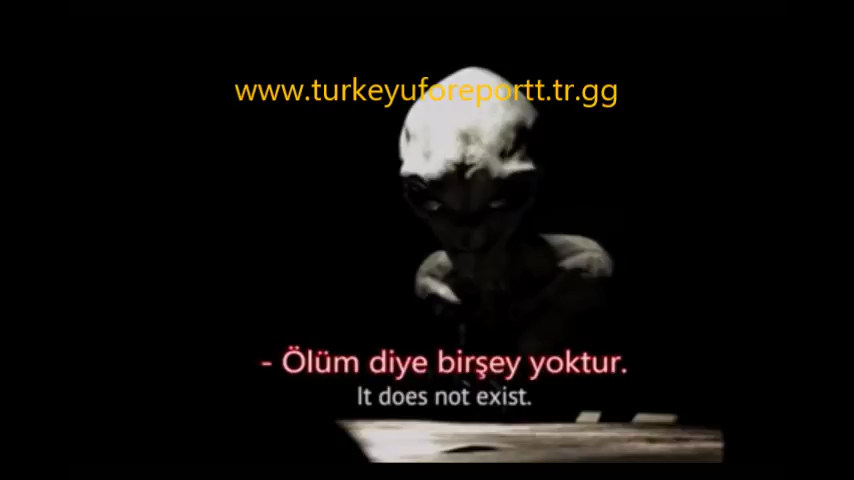 www.turkeyuforeportt.tr.gg
- Ölüm diye birşey yoktur.
It does not exist.